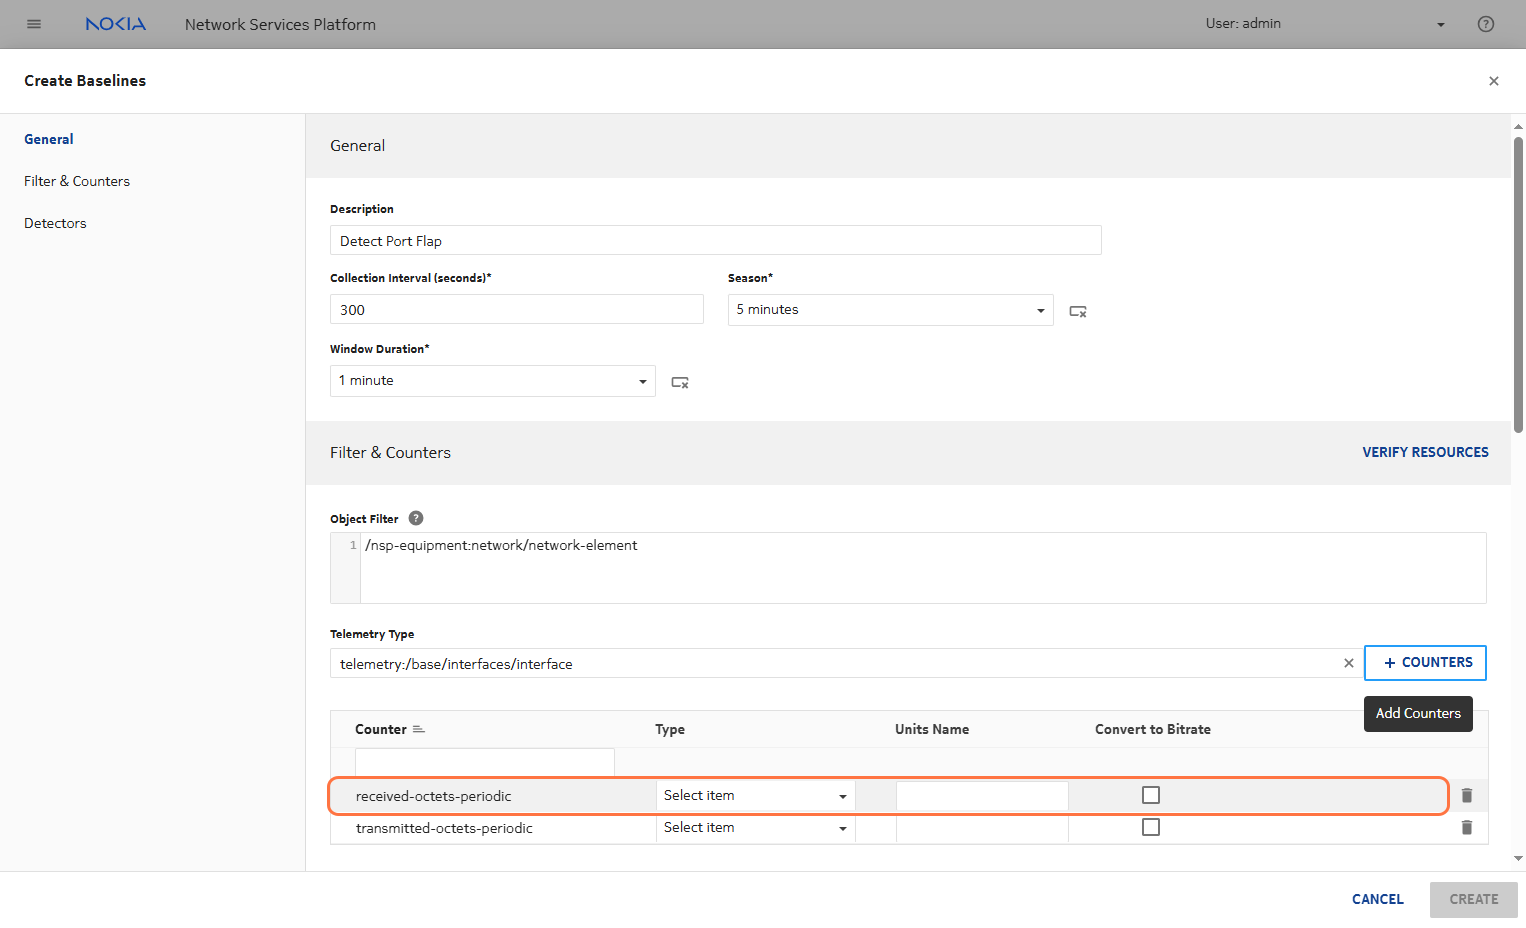 NOKIA Network Services Platform User: admin
Create Baselines
General
Filter & Counters
Detectors
General
Description
Detect Port Flap
Collection Interval (seconds)* Season*
300 5 minutes
Window Duration*
1 minute
Filter & Counters VERIFY RESOURCES
Object Filter ?
1 /nsp-equipment:network/network-element
Telemetry Type
telemetry:/base/interfaces/interface + COUNTERS
Add Counters
Counter Type Units Name Convert to Bitrate
received-octets-periodic Select item
transmitted-octets-periodic Select item
CANCEL CREATE